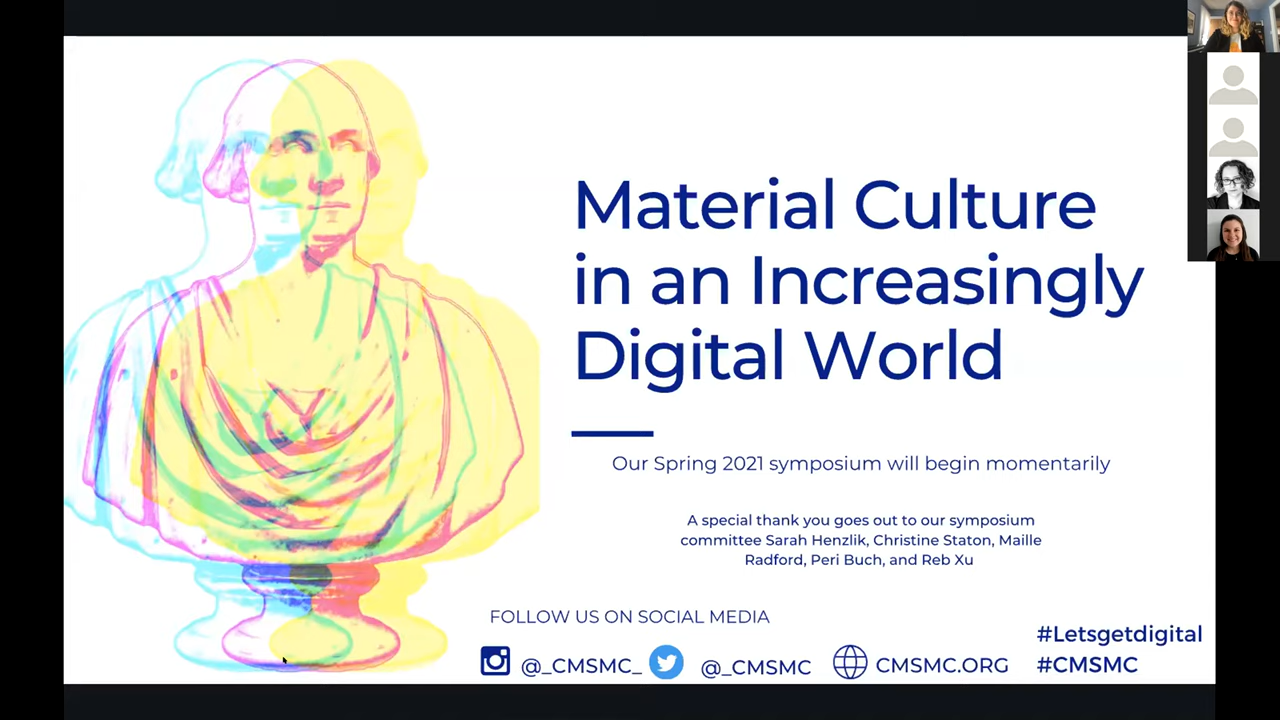 Material Culture
in an Increasingly
Digital World
Our Spring 2021 symposium will begin momentarily
A special thank you goes out to our symposium
committee Sarah Henzlik, Christine Staton, Maille
Radford, Peri Buch, and Reb Xu
FOLLOW US ON SOCIAL MEDIA
@_CMSMC_
@_CMSMC
CMSMC.ORG
#Letsgetdigital
#CMSMC